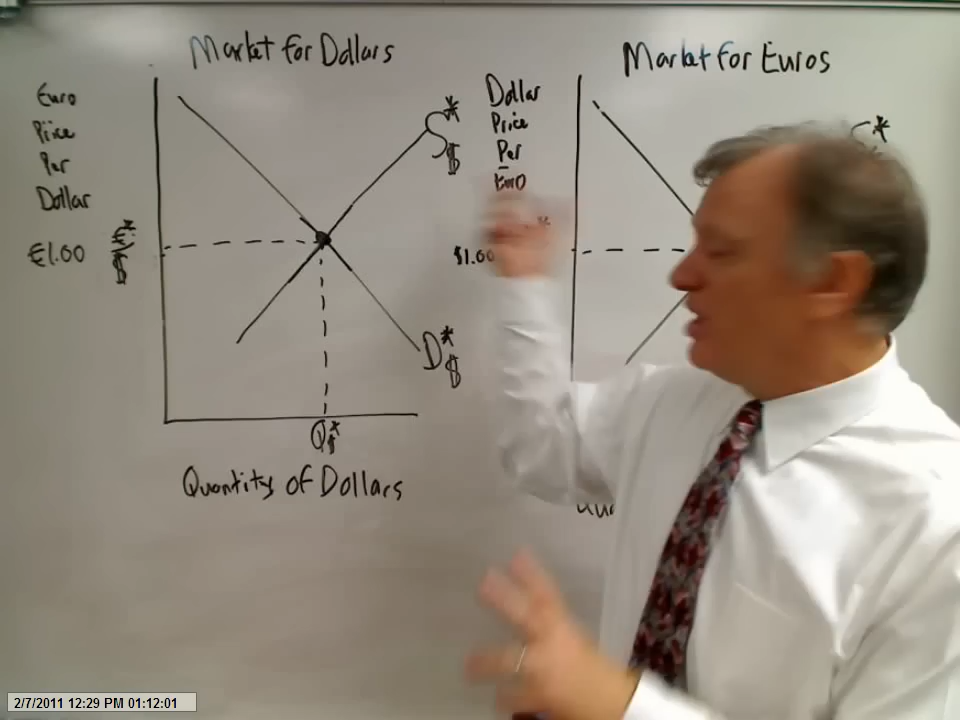 Market for Dollars
Euro
Price
Per
Dollar
€1.00
€/$*
S*$
D*$
Q*$
Quantity of Dollars
Market for Euros
Dollar
Price
Per
Euro
$1.00
S*
2/7/2011 12:29 PM 01:12:01